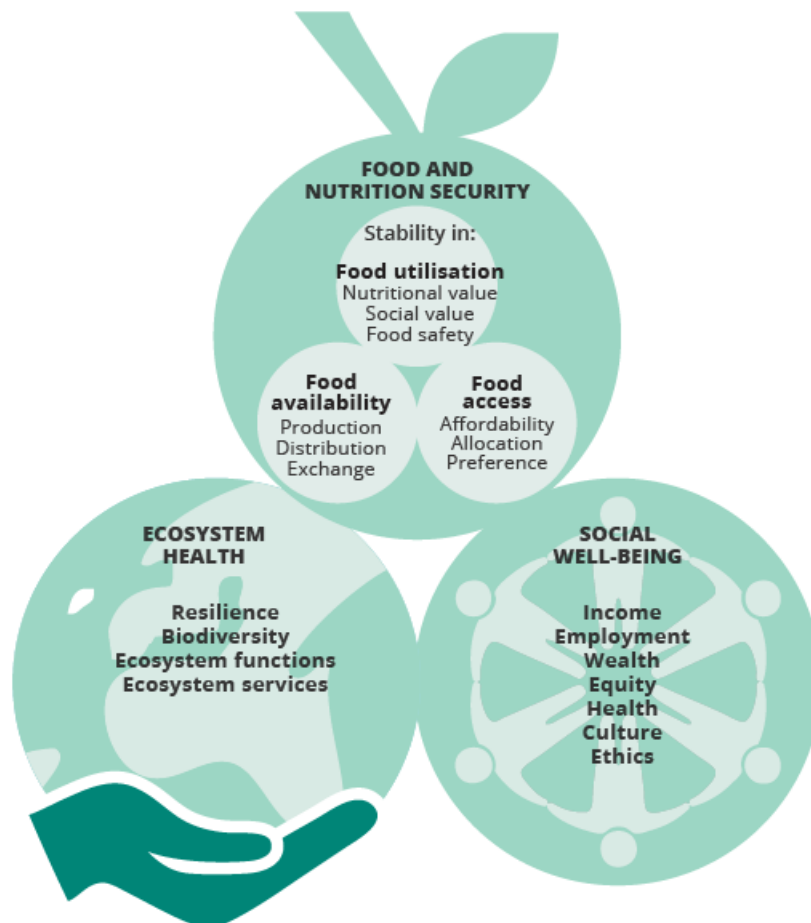 FOOD AND
NUTRITION SECURITY
Stability in:
Food utilisation
Nutritional value
Social value
Food safety
Food
availability
Production
Distribution
Exchange
Food
access
Affordability
Allocation
Preference
ECOSYSTEM
HEALTH
Resilience
Biodiversity
Ecosystem functions
Ecosystem services
SOCIAL
WELL-BEING
Income
Employment
Wealth
Equity
Health
Culture
Ethics